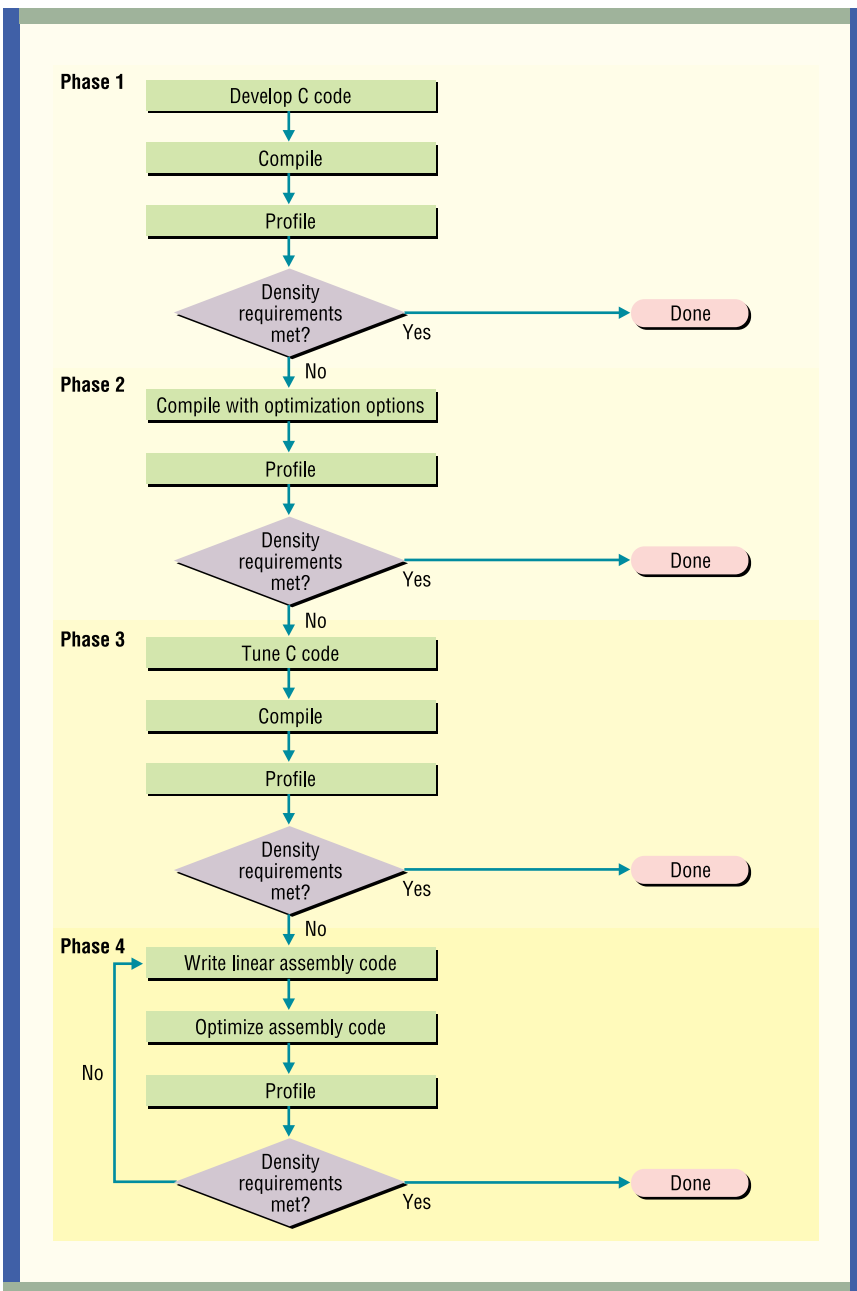 Phase 1
Develop C code
Compile
Profile
Density
requirements
met?
Yes
Done
No
Phase 2
Compile with optimization options
Profile
Density
requirements
met?
Yes
Done
No
Phase 3
Tune C code
Compile
Profile
Density
requirements
met?
Yes
Done
No
Phase 4
Write linear assembly code
Optimize assembly code
No
Profile
Density
requirements
met?
Yes
Done